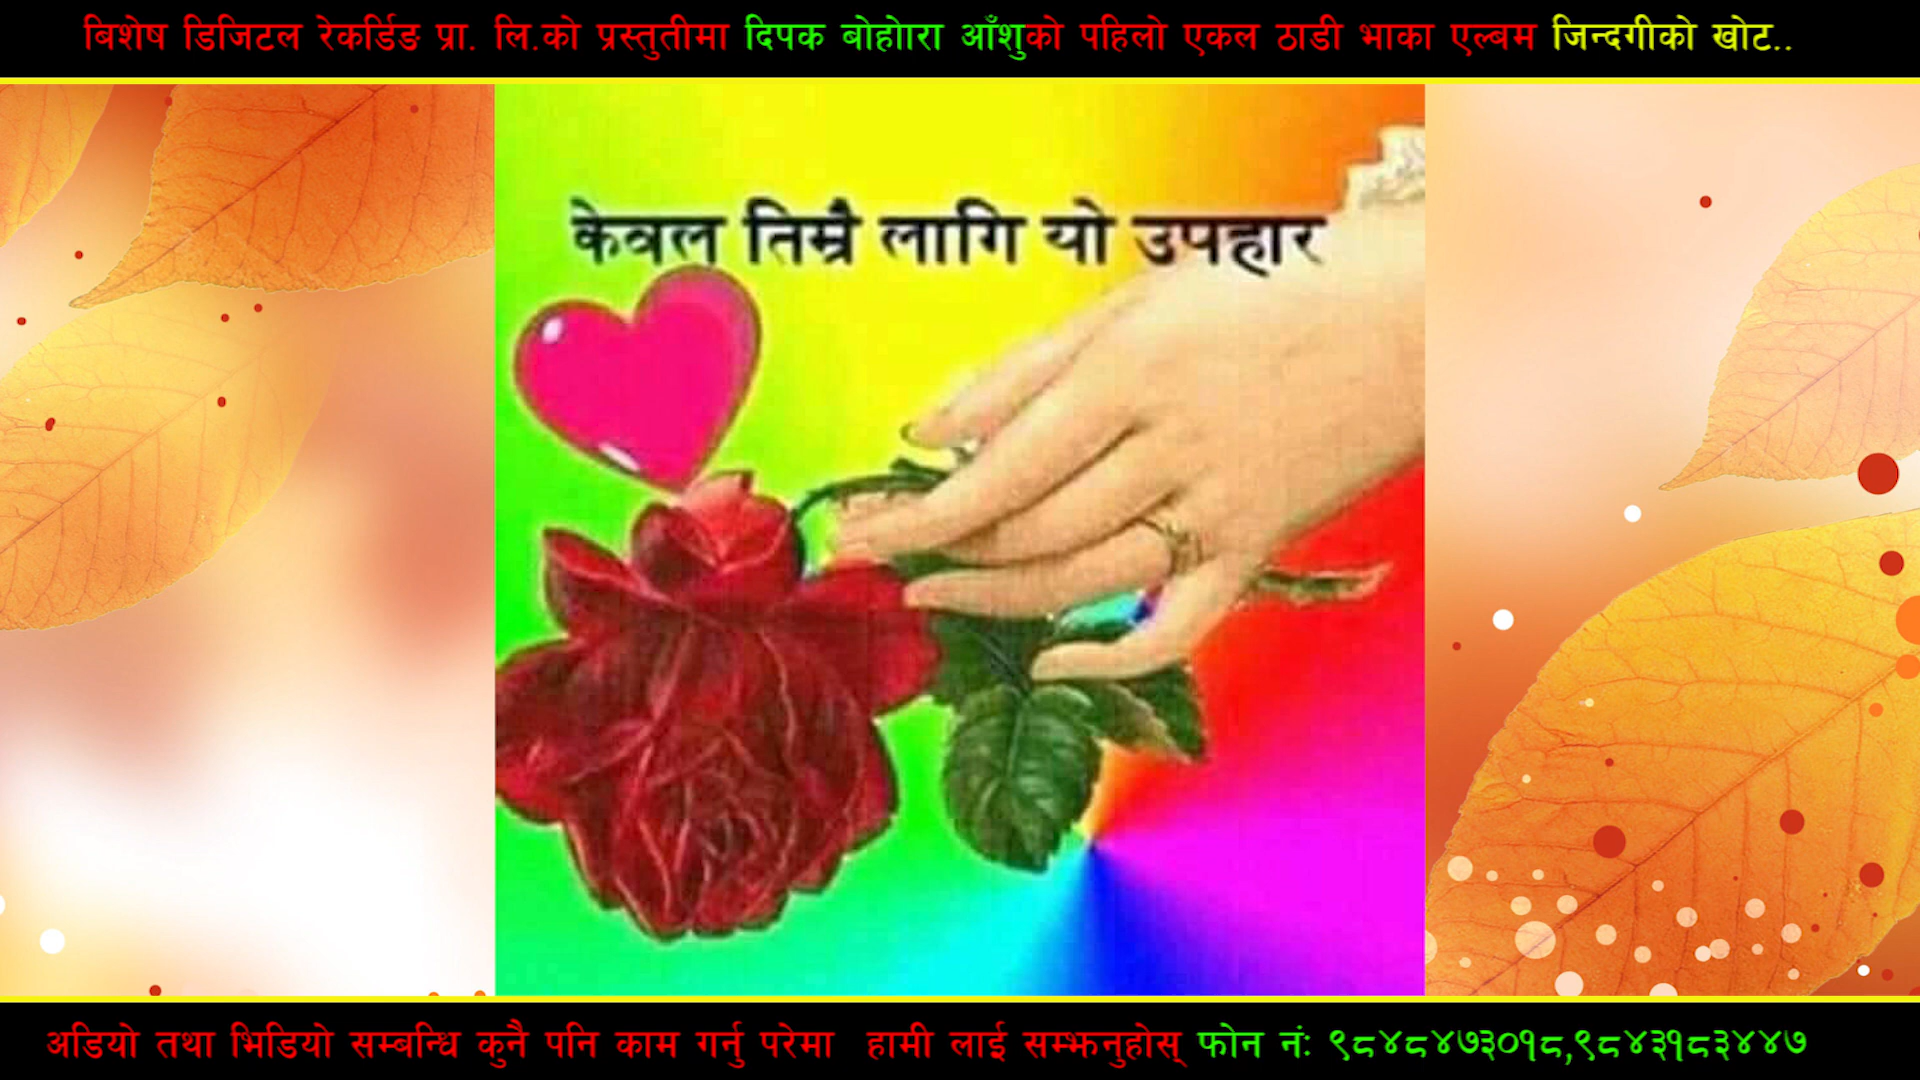 बिशेष डिजिटल रेकर्डिङ प्रा. लि.को प्रस्तुतीमा दिपक बोहोारा आँशुको पहिलो एकल ठाडी भाका एल्बम जिन्दगीको खोट..
केवल तिम्रै लागि यो उपहार
अडियो तथा भिडियो सम्बन्धि कुनै पनि काम गर्नु परेमा हामी लाई सम्झनुहोस् फोन नंः ९८४८४७३०१८,९८४३१८३४४७